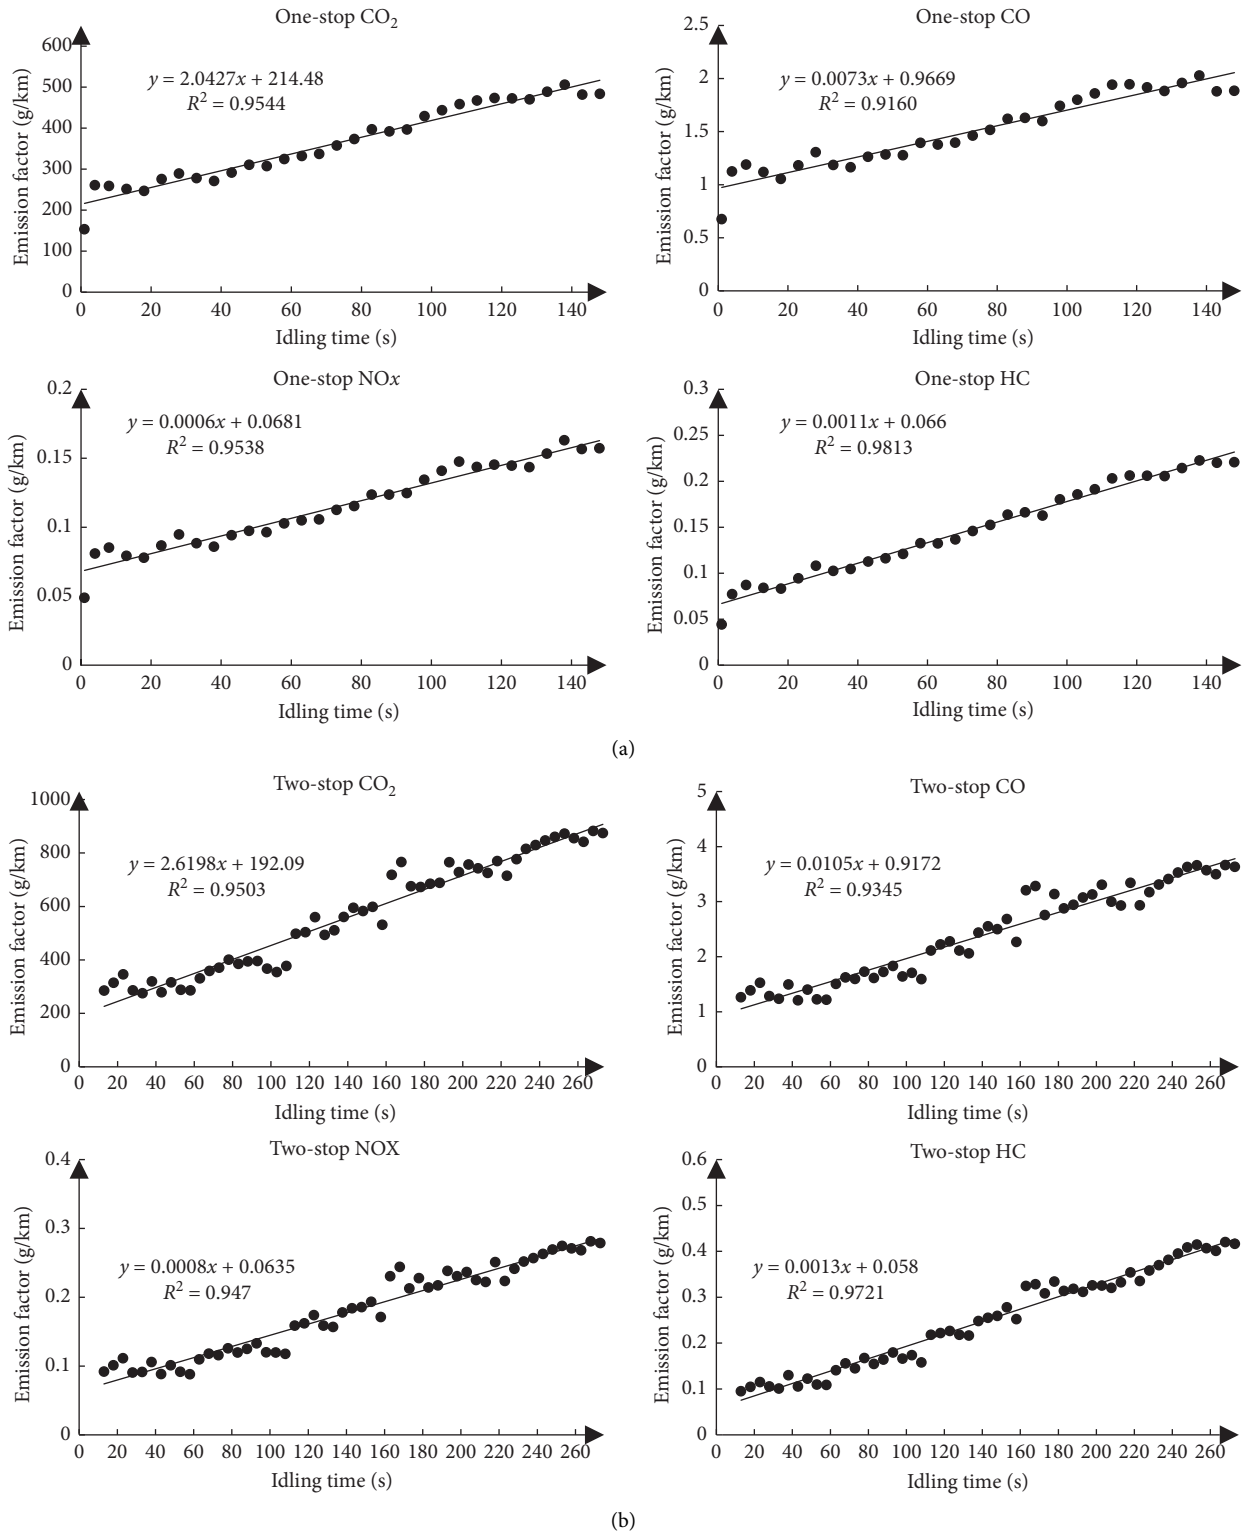 One-stop CO2
600
500
400
300
200
100
0
Emission factor (g/km)
y = 2.0427x + 214.48
R2 = 0.9544
0 20 40 60 80 100 120 140
Idling time (s)
One-stop CO
2.5
2
1.5
1
0.5
0
Emission factor (g/km)
y = 0.0073x + 0.9669
R2 = 0.9160
0 20 40 60 80 100 120 140
Idling time (s)
One-stop NOx
0.2
0.15
0.1
0.05
0
Emission factor (g/km)
y = 0.0006x + 0.0681
R2 = 0.9538
0 20 40 60 80 100 120 140
Idling time (s)
One-stop HC
0.3
0.25
0.2
0.15
0.1
0.05
0
Emission factor (g/km)
y = 0.0011x + 0.066
R2 = 0.9813
0 20 40 60 80 100 120 140
Idling time (s)
(a)
Two-stop CO2
1000
800
600
400
200
0
Emission factor (g/km)
y = 2.6198x + 192.09
R2 = 0.9503
0 20 40 60 80 100 120 140 160 180 200 220 240 260
Idling time (s)
Two-stop CO
5
4
3
2
1
0
Emission factor (g/km)
y = 0.0105x + 0.9172
R2 = 0.9345
0 20 40 60 80 100 120 140 160 180 200 220 240 260
Idling time (s)
Two-stop NOX
0.4
0.3
0.2
0.1
0
Emission factor (g/km)
y = 0.0008x + 0.0635
R2 = 0.947
0 20 40 60 80 100 120 140 160 180 200 220 240 260
Idling time (s)
Two-stop HC
0.6
0.5
0.4
0.3
0.2
0.1
0
Emission factor (g/km)
y = 0.0013x + 0.058
R2 = 0.9721
0 20 40 60 80 100 120 140 160 180 200 220 240 260
Idling time (s)
(b)